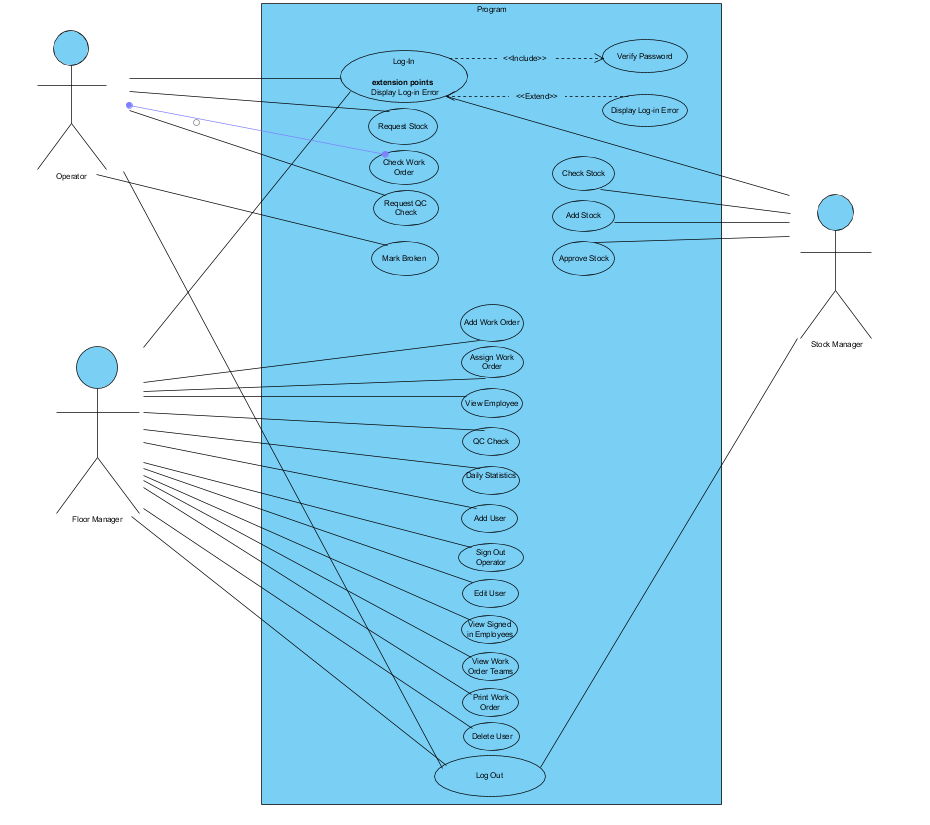 Program
Log-In
extension points
Display Log-in Error
<<Include>>
Verify Password
<<Extend>>
Display Log-in Error
Request Stock
Check Work
Order
Request QC
Check
Mark Broken
Operator
Check Stock
Add Stock
Approve Stock
Stock Manager
Add Work Order
Assign Work
Order
View Employee
QC Check
Daily Statistics
Add User
Sign Out
Operator
Edit User
View Signed
in Employees
View Work
Order Teams
Print Work
Order
Delete User
Log Out
Floor Manager